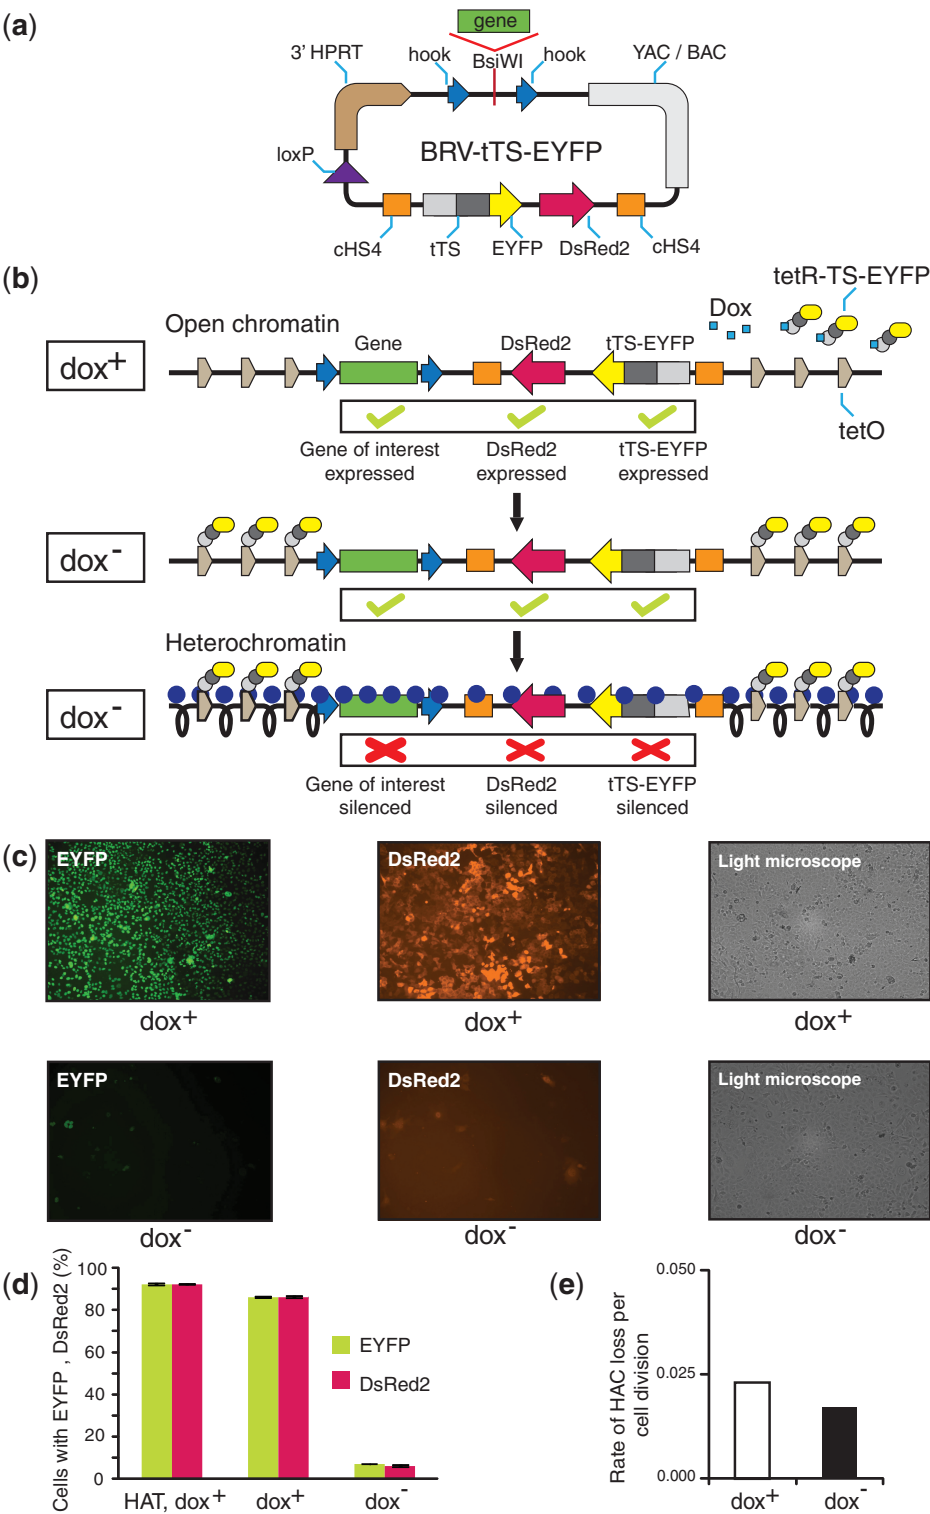 (a)
gene
3' HPRT
hook
BsiWI
hook
YAC / BAC
loxP
BRV-tTS-EYFP
cHS4
tTS
EYFP
DsRed2
cHS4
(b)
tetR-TS-EYFP
Dox
Open chromatin
dox+
Gene
DsRed2
tTS-EYFP
tetO
Gene of interest
expressed
DsRed2
expressed
tTS-EYFP
expressed
dox-
Heterochromatin
dox-
Gene of interest
silenced
DsRed2
silenced
tTS-EYFP
silenced
(c)
EYFP
DsRed2
Light microscope
dox+
dox+
dox+
EYFP
DsRed2
Light microscope
dox-
dox-
dox-
(d)
Cells with EYFP , DsRed2 (%)
100
80
60
40
20
0
EYFP
DsRed2
HAT, dox+
dox+
dox-
(e)
Rate of HAC loss per
cell division
0.050
0.025
0.000
dox+
dox-